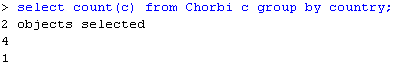 > select count(c) from Chorbi c group by country;
2 objects selected
4
1